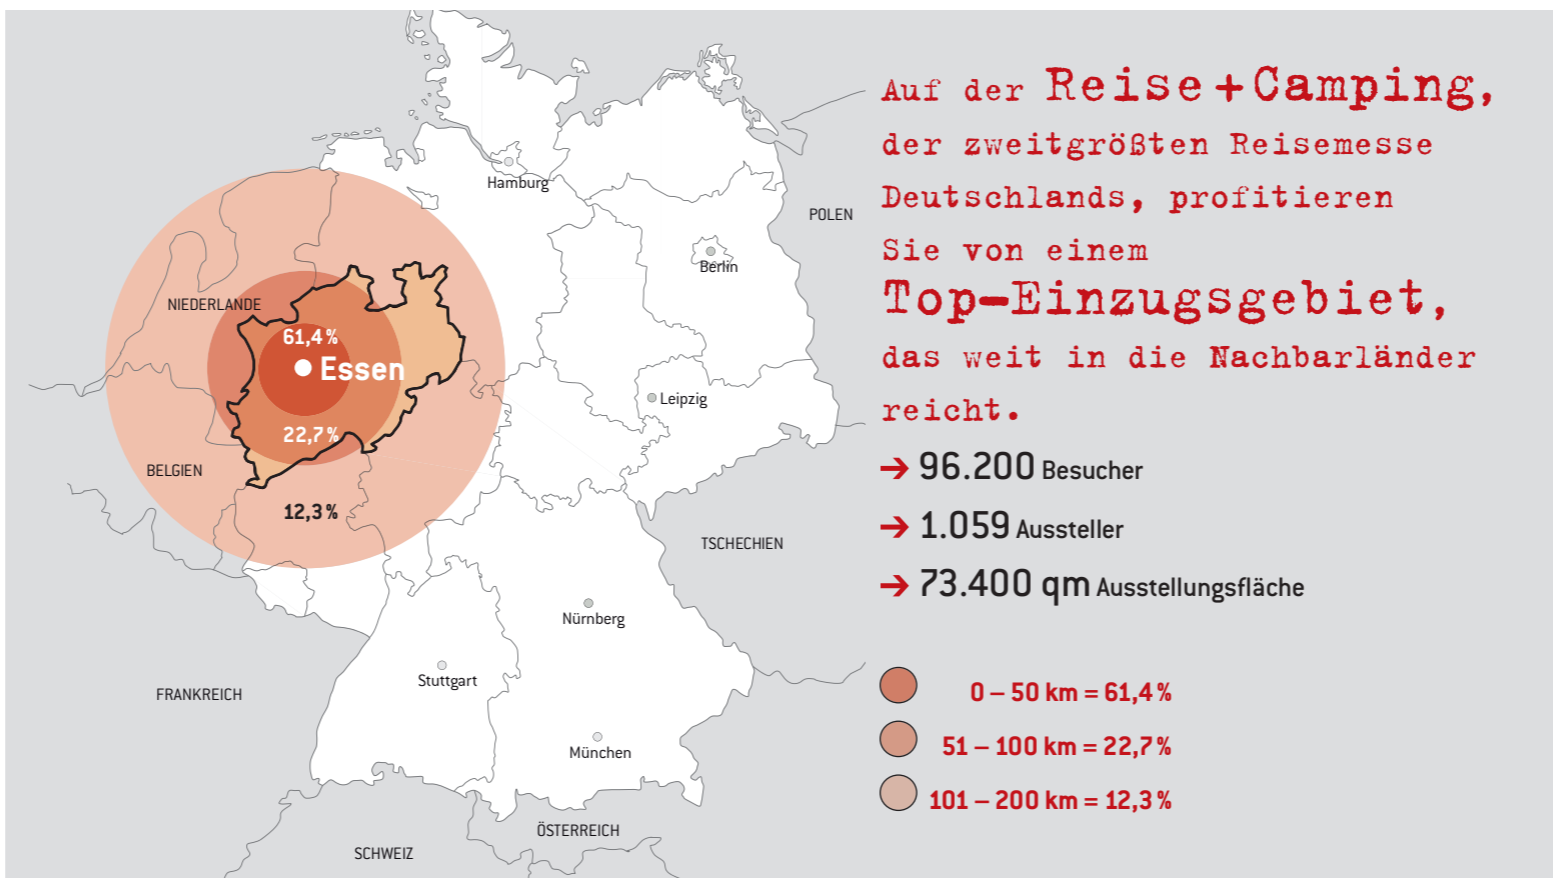 Auf der Reise+Camping,
der zweitgrößten Reisemesse
Deutschlands, profitieren
Sie von einem
Top-Einzugsgebiet,
das weit in die Nachbarländer
reicht.
→ 96.200 Besucher
→ 1.059 Aussteller
→ 73.400 qm Ausstellungsfläche
0 – 50 km = 61,4 %
51 – 100 km = 22,7 %
101 – 200 km = 12,3 %
Hamburg
POLEN
Berlin
NIEDERLANDE
61,4 %
Essen
Leipzig
22,7 %
BELGIEN
12,3 %
TSCHECHIEN
Nürnberg
Stuttgart
FRANKREICH
München
ÖSTERREICH
SCHWEIZ